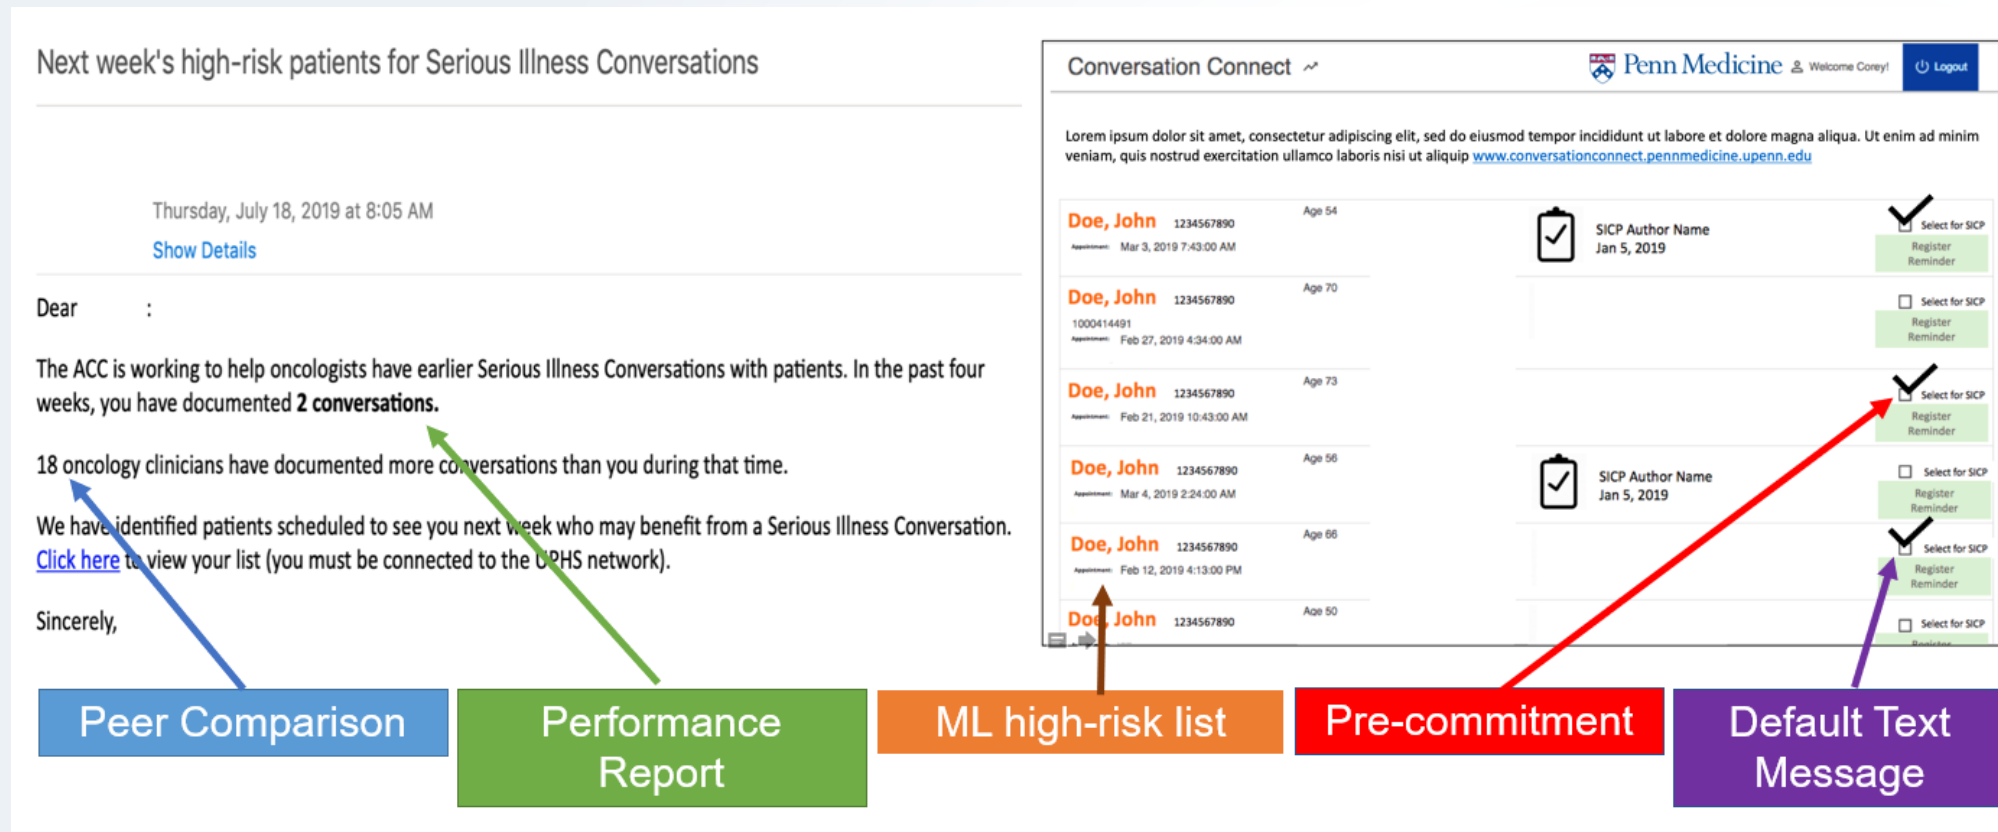 Next week's high-risk patients for Serious Illness Conversations
Thursday, July 18, 2019 at 8:05 AM
Show Details
Dear :
The ACC is working to help oncologists have earlier Serious Illness Conversations with patients. In the past four
weeks, you have documented 2 conversations.
18 oncology clinicians have documented more conversations than you during that time.
We have identified patients scheduled to see you next week who may benefit from a Serious Illness Conversation.
Click here to view your list (you must be connected to the UPHS network).
Sincerely,
Conversation Connect
Penn Medicine
Welcome Corey!
Logout
Lorem ipsum dolor sit amet, consectetur adipiscing elit, sed do eiusmod tempor incididunt ut labore et dolore magna aliqua. Ut enim ad minim
veniam, quis nostrud exercitation ullamco laboris nisi ut aliquip www.conversationconnect.pennmedicine.upenn.edu
Doe, John 1234567890 Age 54
Appointment: Mar 3, 2019 7:43:00 AM
SICP Author Name
Jan 5, 2019
Select for SICP
Register
Reminder
Doe, John 1234567890 Age 70
1000414491
Appointment: Feb 27, 2019 4:34:00 AM
Select for SICP
Register
Reminder
Doe, John 1234567890 Age 73
Appointment: Feb 21, 2019 10:43:00 AM
Select for SICP
Register
Reminder
Doe, John 1234567890 Age 56
Appointment: Mar 4, 2019 2:24:00 AM
SICP Author Name
Jan 5, 2019
Select for SICP
Register
Reminder
Doe, John 1234567890 Age 66
Appointment: Feb 12, 2019 4:13:00 PM
Select for SICP
Register
Reminder
Doe, John 1234567890 Age 50
Select for SICP
Register
Peer Comparison
Performance
Report
ML high-risk list
Pre-commitment
Default Text
Message